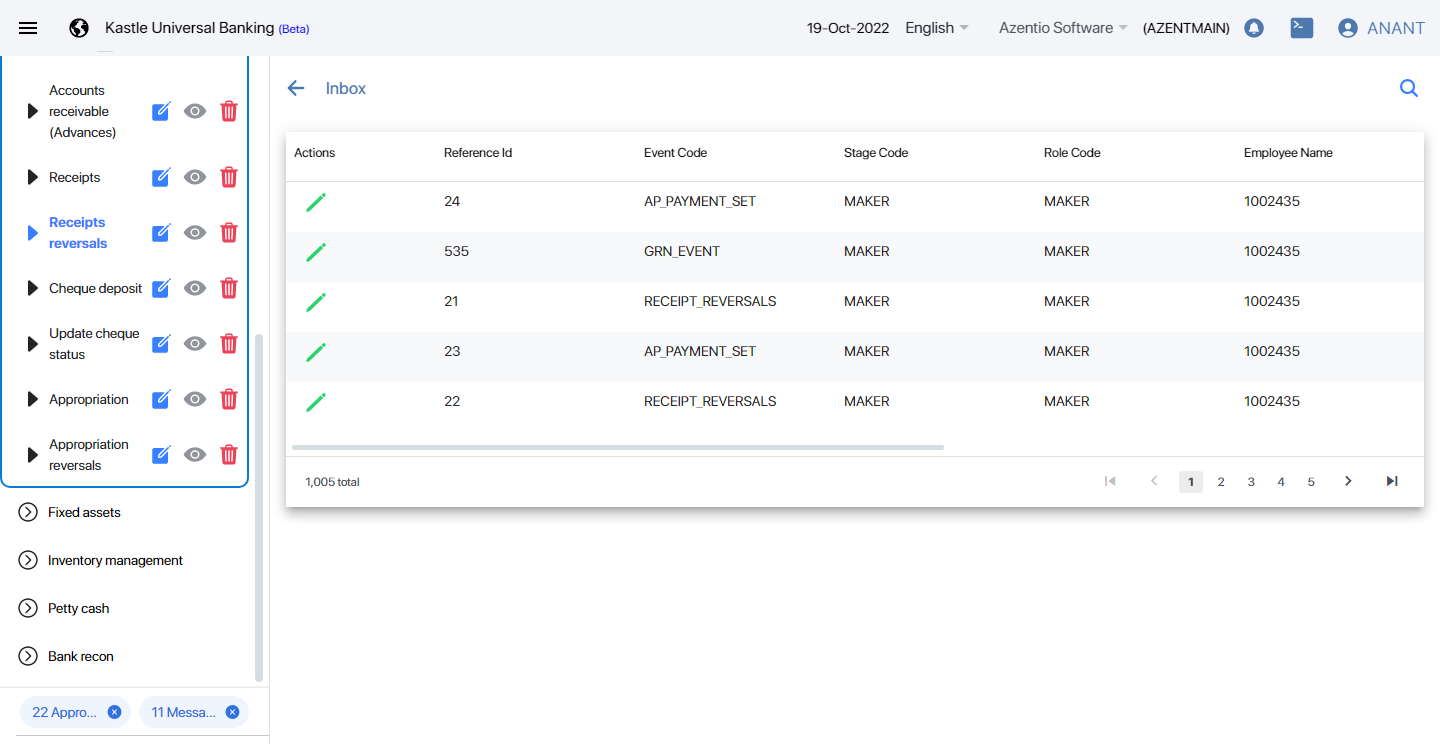 Kastle Universal Banking (Beta)
19-Oct-2022
English
Azentio Software
(AZENTMAIN)
ANANT
Accounts
receivable
(Advances)
Receipts
Receipts
reversals
Cheque deposit
Update cheque
status
Appropriation
Appropriation
reversals
Fixed assets
Inventory management
Petty cash
Bank recon
22 Appro...
11 Messa...
Inbox
Actions Reference Id Event Code Stage Code Role Code Employee Name
24 AP_PAYMENT_SET MAKER MAKER 1002435
535 GRN_EVENT MAKER MAKER 1002435
21 RECEIPT_REVERSALS MAKER MAKER 1002435
23 AP_PAYMENT_SET MAKER MAKER 1002435
22 RECEIPT_REVERSALS MAKER MAKER 1002435
1,005 total
1 2 3 4 5